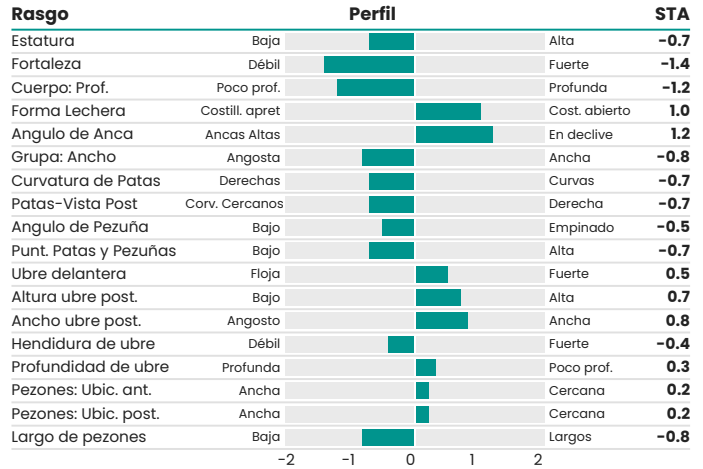 Rasgo Perfil STA
Estatura Baja Alta -0.7
Fortaleza Débil Fuerte -1.4
Cuerpo: Prof. Poco prof. Profunda -1.2
Forma Lechera Costill. apret Cost. abierto 1.0
Angulo de Anca Ancas Altas En declive 1.2
Grupa: Ancho Angosta Ancha -0.8
Curvatura de Patas Derechas Curvas -0.7
Patas-Vista Post Corv. Cercanos Derecha -0.7
Angulo de Pezuña Bajo Empinado -0.5
Punt. Patas y Pezuñas Bajo Alta -0.7
Ubre delantera Floja Fuerte 0.5
Altura ubre post. Bajo Alta 0.7
Ancho ubre post. Angosto Ancha 0.8
Hendidura de ubre Débil Fuerte -0.4
Profundidad de ubre Profunda Poco prof. 0.3
Pezones: Ubic. ant. Ancha Cercana 0.2
Pezones: Ubic. post. Ancha Cercana 0.2
Largo de pezones Baja Largos -0.8
-2 -1 0 1 2